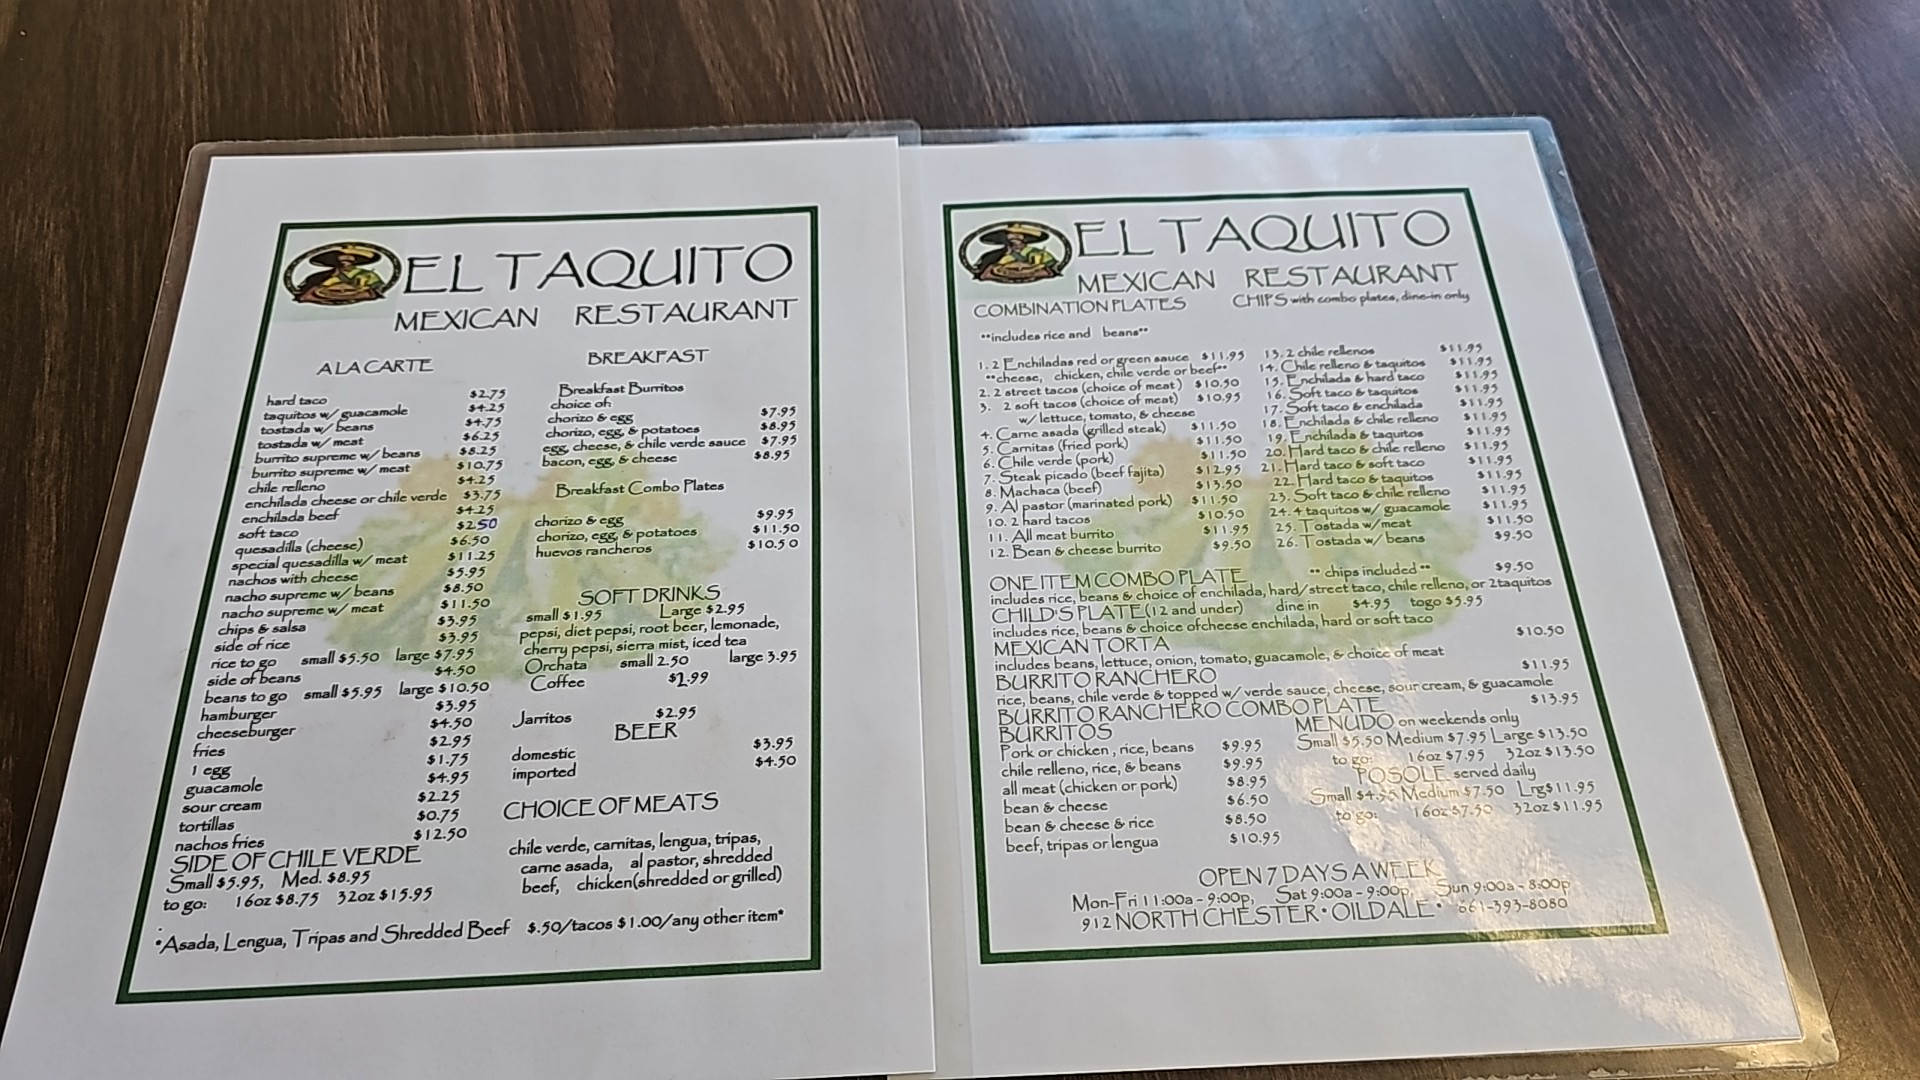 EL TAQUITO
MEXICAN RESTAURANT
A LA CARTE
hard taco $2.75
taquitos w/ guacamole $4.25
tostada w/ beans $4.75
tostada w/ meat $6.25
burrito supreme w/ beans $8.25
burrito supreme w/ meat $10.75
chile relleno $4.25
enchilada cheese or chile verde $3.75
enchilada beef $4.25
soft taco $2.50
quesadilla (cheese) $6.50
special quesadilla w/ meat $11.25
nachos with cheese $5.95
nacho supreme w/ beans $8.50
nacho supreme w/ meat $11.50
chips & salsa $3.95
side of rice $3.95
rice to go small $5.50 large $7.95
side of beans $4.50
beans to go small $5.95 large $10.50
hamburger $3.95
cheeseburger $4.50
fries $2.95
1 egg $1.75
guacamole $4.95
sour cream $2.25
tortillas $0.75
nachos fries $12.50
SIDE OF CHILE VERDE
Small $5.95, Med. $8.95
to go: 16oz $8.75 32oz $15.95
BREAKFAST
Breakfast Burritos
choice of:
chorizo & egg $7.95
chorizo, egg, & potatoes $8.95
egg, cheese, & chile verde sauce $7.95
bacon, egg, & cheese $8.95
Breakfast Combo Plates
chorizo & egg $9.95
chorizo, egg, & potatoes $11.50
huevos rancheros $10.50
SOFT DRINKS
small $1.95 Large $2.95
pepsi, diet pepsi, root beer, lemonade,
cherry pepsi, sierra mist, iced tea
Orchata small 2.50 large 3.95
Coffee $1.99
Jarritos $2.95
BEER
domestic $3.95
imported $4.50
CHOICE OF MEATS
chile verde, carnitas, lengua, tripas,
carne asada, al pastor, shredded
beef, chicken(shredded or grilled)
*Asada, Lengua, Tripas and Shredded Beef $.50/tacos $1.00/any other item*
EL TAQUITO
MEXICAN RESTAURANT
COMBINATION PLATES CHIPS with combo plates, dine-in only
**includes rice and beans**
1. 2 Enchiladas red or green sauce $11.95
**cheese, chicken, chile verde or beef**
2. 2 street tacos (choice of meat) $10.50
3. 2 soft tacos (choice of meat) $10.95
w/ lettuce, tomato, & cheese
4. Carne asada (grilled steak) $11.50
5. Carnitas (fried pork) $11.50
6. Chile verde (pork) $11.50
7. Steak picado (beef fajita) $12.95
8. Machaca (beef) $13.50
9. Al pastor (marinated pork) $11.50
10. 2 hard tacos $10.50
11. All meat burrito $11.95
12. Bean & cheese burrito $9.50
13. 2 chile rellenos $11.95
14. Chile relleno & taquitos $11.95
15. Enchilada & hard taco $11.95
16. Soft taco & taquitos $11.95
17. Soft taco & enchilada $11.95
18. Enchilada & chile relleno $11.95
19. Enchilada & taquitos $11.95
20. Hard taco & chile relleno $11.95
21. Hard taco & soft taco $11.95
22. Hard taco & taquitos $11.95
23. Soft taco & chile relleno $11.95
24. 4 taquitos w/ guacamole $11.95
25. Tostada w/ meat $11.50
26. Tostada w/ beans $9.50
ONE ITEM COMBO PLATE ** chips included ** $9.50
includes rice, beans & choice of enchilada, hard/street taco, chile relleno, or 2taquitos
CHILD'S PLATE (12 and under) dine in $4.95 togo $5.95
includes rice, beans & choice ofcheese enchilada, hard or soft taco
MEXICAN TORTA $10.50
includes beans, lettuce, onion, tomato, guacamole, & choice of meat
BURRITO RANCHERO $11.95
rice, beans, chile verde & topped w/ verde sauce, cheese, sour cream, & guacamole
BURRITO RANCHERO COMBO PLATE $13.95
BURRITOS
Pork or chicken, rice, beans $9.95
chile relleno, rice, & beans $9.95
all meat (chicken or pork) $8.95
bean & cheese $6.50
bean & cheese & rice $8.50
beef, tripas or lengua $10.95
MENUDO on weekends only
Small $5.50 Medium $7.95 Large $13.50
to go: 16oz $7.95 32oz $13.50
POSOLE served daily
Small $4.95 Medium $7.50 Lrg$11.95
to go: 16oz $7.50 32oz $11.95
OPEN 7 DAYS A WEEK
Mon-Fri 11:00a - 9:00p, Sat 9:00a - 9:00p, Sun 9:00a - 8:00p
912 NORTH CHESTER • OILDALE • 661-393-8080